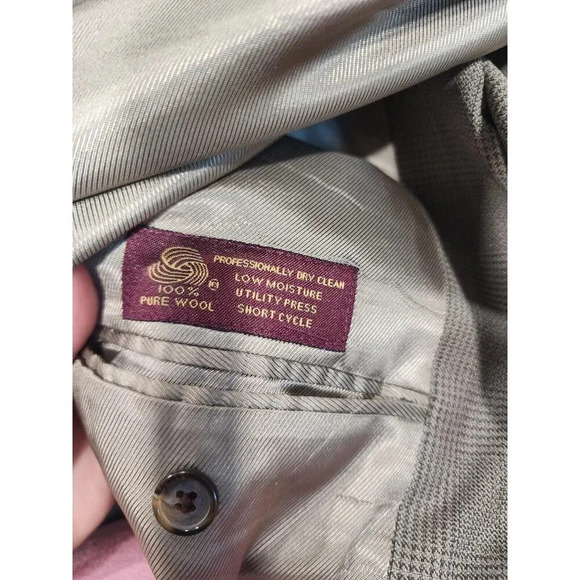 100%
PURE WOOL
PROFESSIONALLY DRY CLEAN
LOW MOISTURE
UTILITY PRESS
SHORT CYCLE